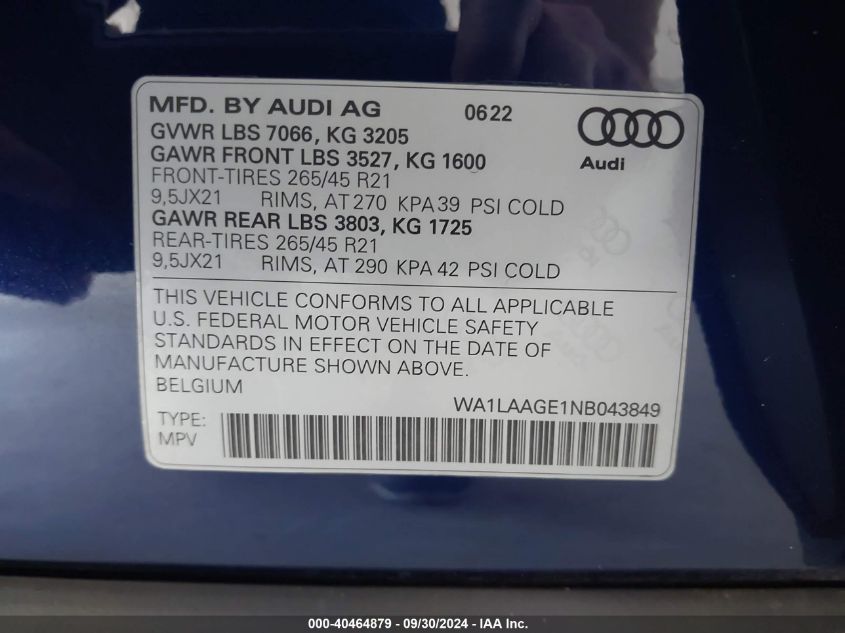 MFD. BY AUDI AG 0622
GVWR LBS 7066, KG 3205
GAWR FRONT LBS 3527, KG 1600
Audi
FRONT-TIRES 265/45 R21
9,5JX21 RIMS, AT 270 KPA 39 PSI COLD
GAWR REAR LBS 3803, KG 1725
REAR-TIRES 265/45 R21
9,5JX21 RIMS, AT 290 KPA 42 PSI COLD
THIS VEHICLE CONFORMS TO ALL APPLICABLE
U.S. FEDERAL MOTOR VEHICLE SAFETY
STANDARDS IN EFFECT ON THE DATE OF
MANUFACTURE SHOWN ABOVE.
BELGIUM
WA1LAAGE1NB043849
TYPE:
MPV
000-40464879 - 09/30/2024 - IAA Inc.